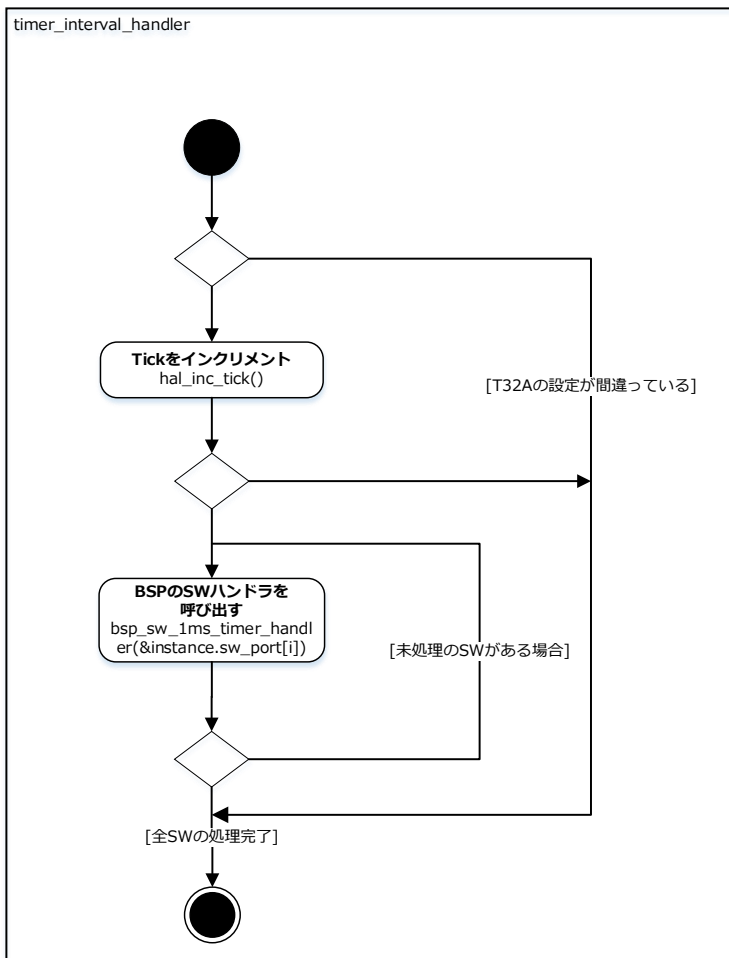 timer_interval_handler
Tickをインクリメント
hal_inc_tick()
[T32Aの設定が間違っている]
BSPのSWハンドラを
呼び出す
bsp_sw_1ms_timer_handl
er(&instance.sw_port[i])
[未処理のSWがある場合]
[全SWの処理完了]